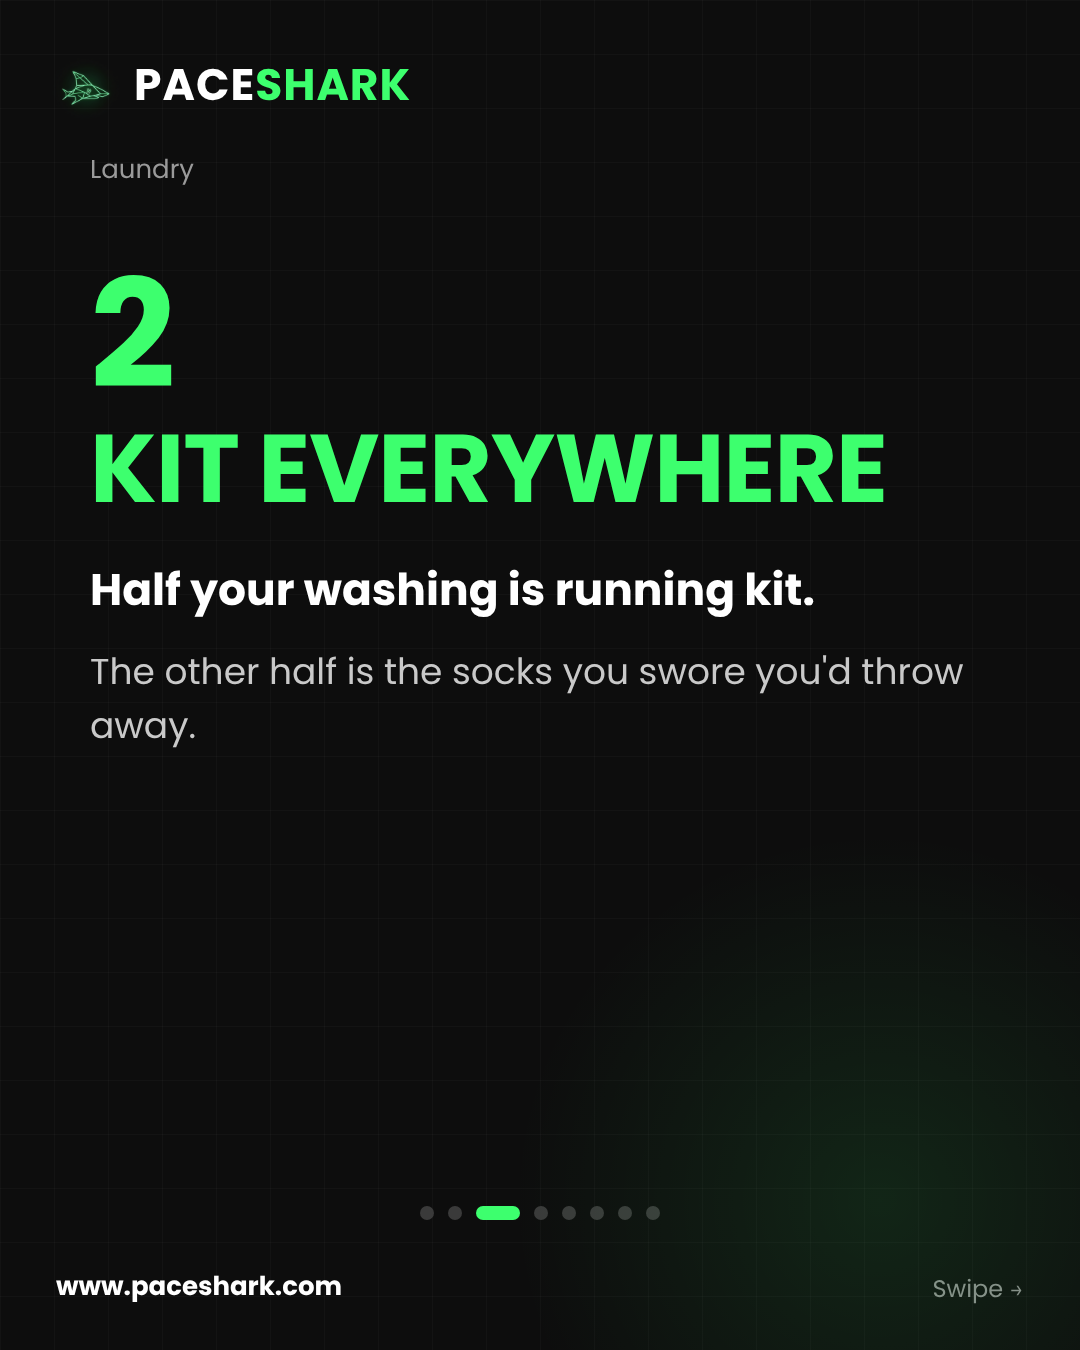 PACESHARK
Laundry
2
KIT EVERYWHERE
Half your washing is running kit.
The other half is the socks you swore you'd throw
away.
www.paceshark.com
Swipe →